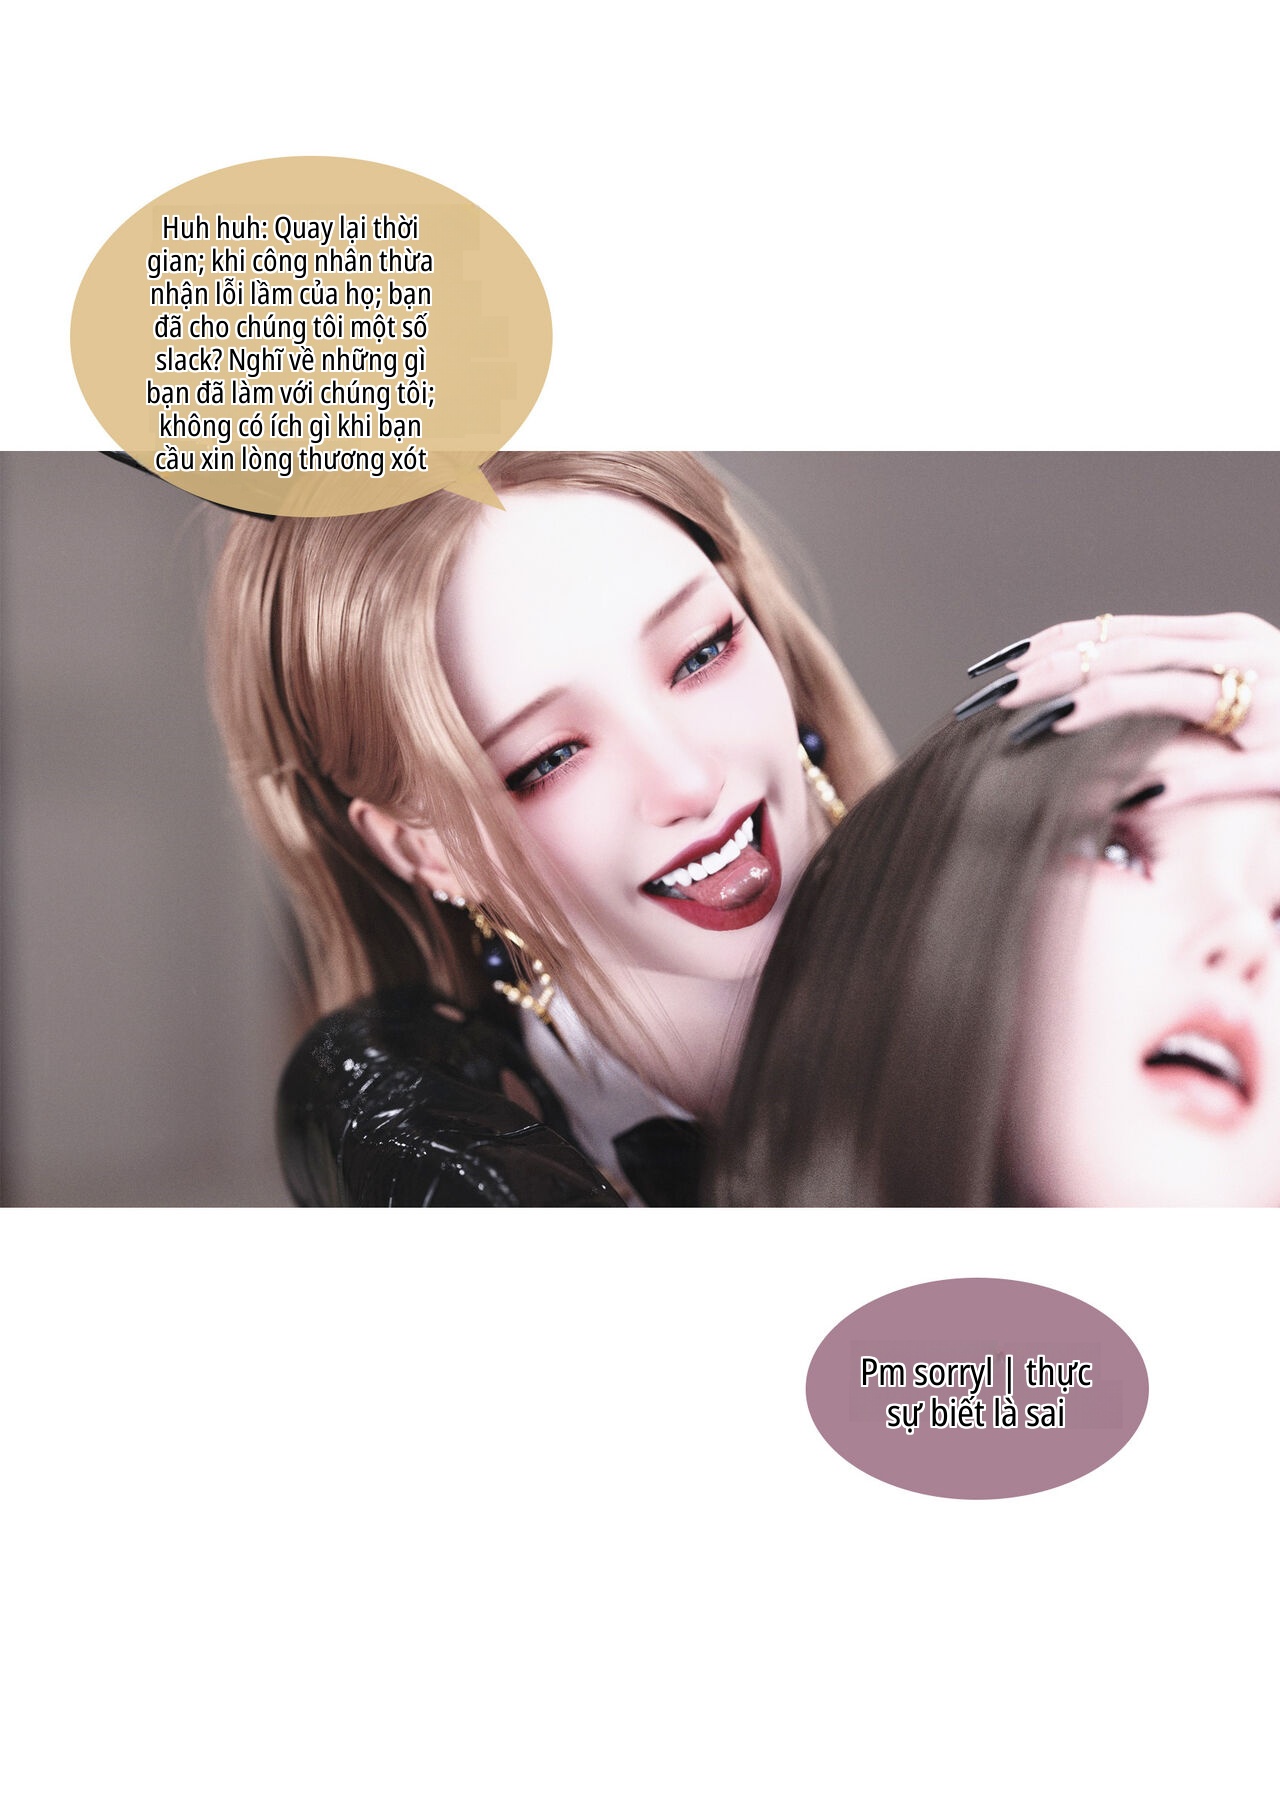 Huh huh: Quay lại thời
gian; khi công nhân thừa
nhận lỗi lầm của họ; bạn
đã cho chúng tôi một số
slack? Nghĩ về những gì
bạn đã làm với chúng tôi;
không có ích gì khi bạn
cầu xin lòng thương xót
Pm sorryl | thực
sự biết là sai